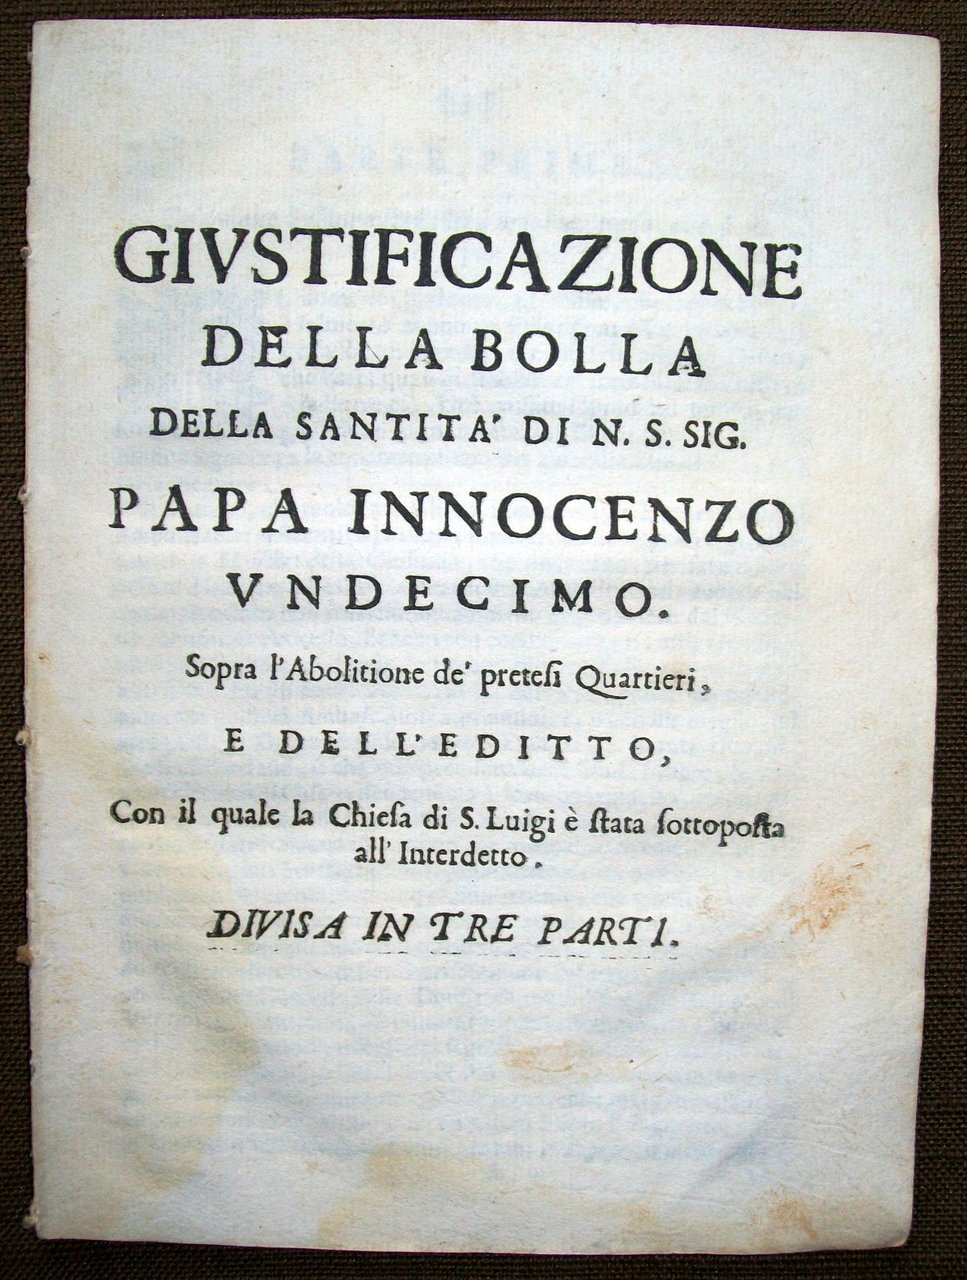 GIVSTIFICAZIONE
DELLA BOLLA
DELLA SANTITA' DI N. S. SIG.
PAPA INNOCENZO
VNDECIMO.
Sopra l'Abolitione de' pretesi Quartieri,
E DELL'EDITTO,
Con il quale la Chiesa di S. Luigi è stata sottoposta
all' Interdetto.
DIVISA IN TRE PARTI.